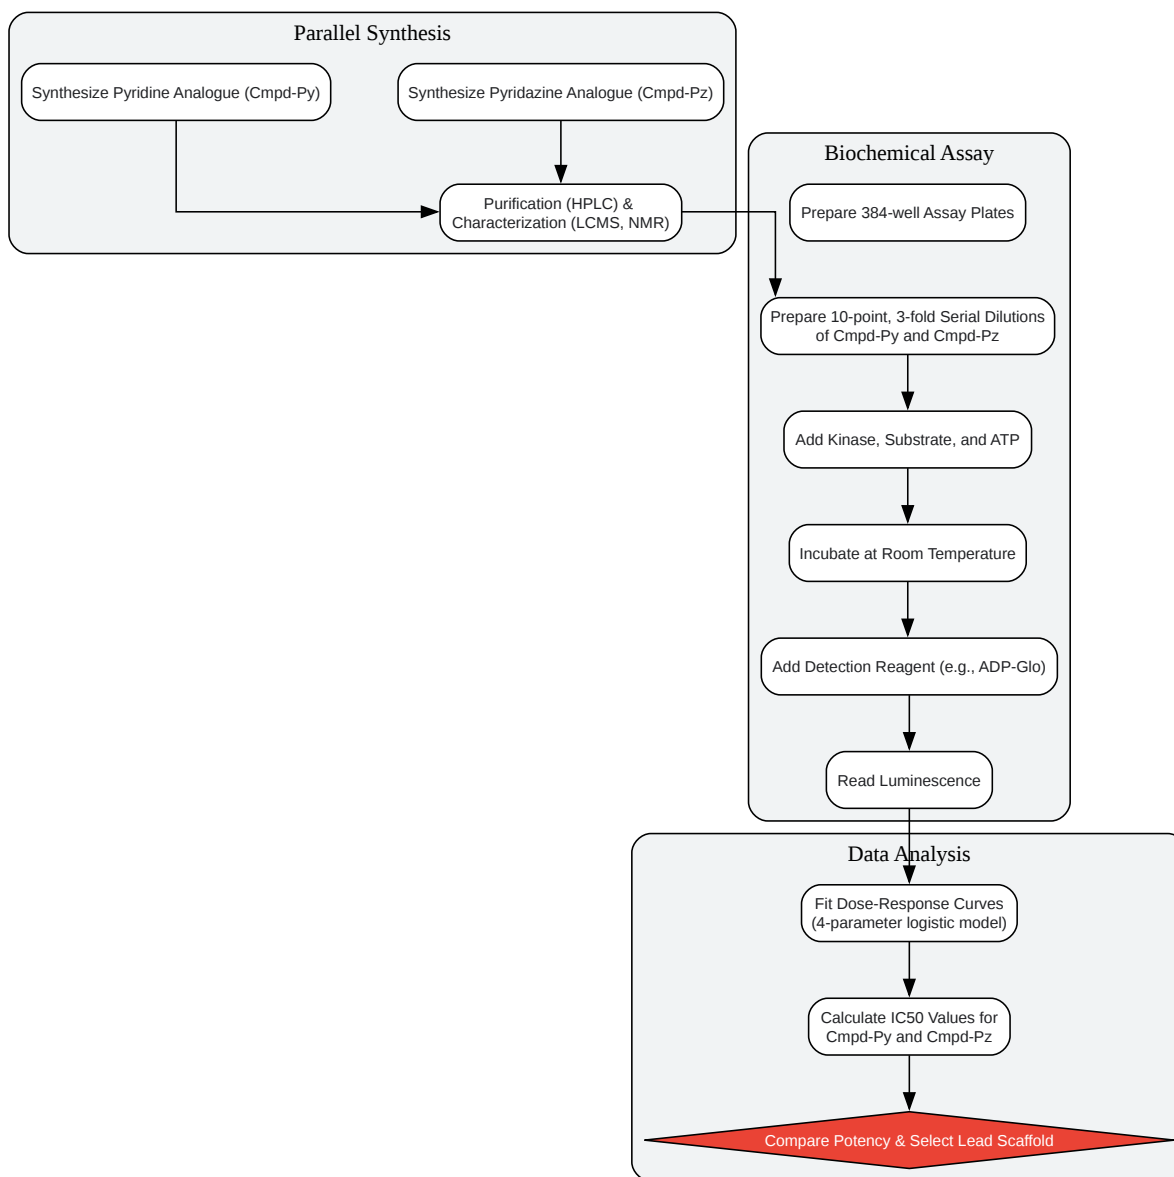 Parallel Synthesis
Synthesize Pyridine Analogue (Cmpd-Py)
Synthesize Pyridazine Analogue (Cmpd-Pz)
Purification (HPLC) &
Characterization (LCMS, NMR)
Biochemical Assay
Prepare 384-well Assay Plates
Prepare 10-point, 3-fold Serial Dilutions
of Cmpd-Py and Cmpd-Pz
Add Kinase, Substrate, and ATP
Incubate at Room Temperature
Add Detection Reagent (e.g., ADP-Glo)
Read Luminescence
Data Analysis
Fit Dose-Response Curves
(4-parameter logistic model)
Calculate IC50 Values for
Cmpd-Py and Cmpd-Pz
Compare Potency & Select Lead Scaffold